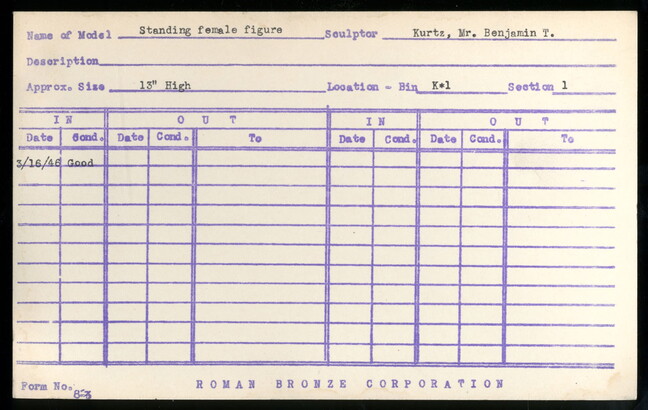 Name of Model Standing female figure Sculptor Kurtz, Mr. Benjamin T.
Description
Approx. Size 13" High Location - Bin K*1 Section 1
IN OUT IN OUT
Date Cond. Date Cond. To Date Cond. Date Cond. To
3/16/46 Good
Form No. ROMAN BRONZE CORPORATION